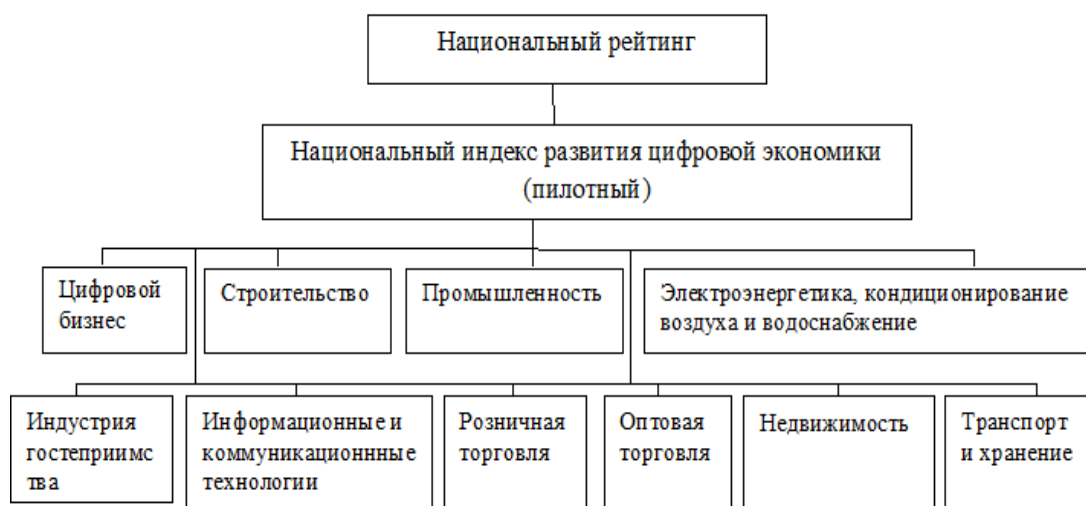 Национальный рейтинг
Национальный индекс развития цифровой экономики
(пилотный)
Цифровой
бизнес
Строительство
Промышленность
Электроэнергетика, кондиционирование
воздуха и водоснабжение
Индустрия
гостеприимс
тва
Информационные и
коммуникационнные
технологии
Розничная
торговля
Оптовая
торговля
Недвижимость
Транспорт
и хранение